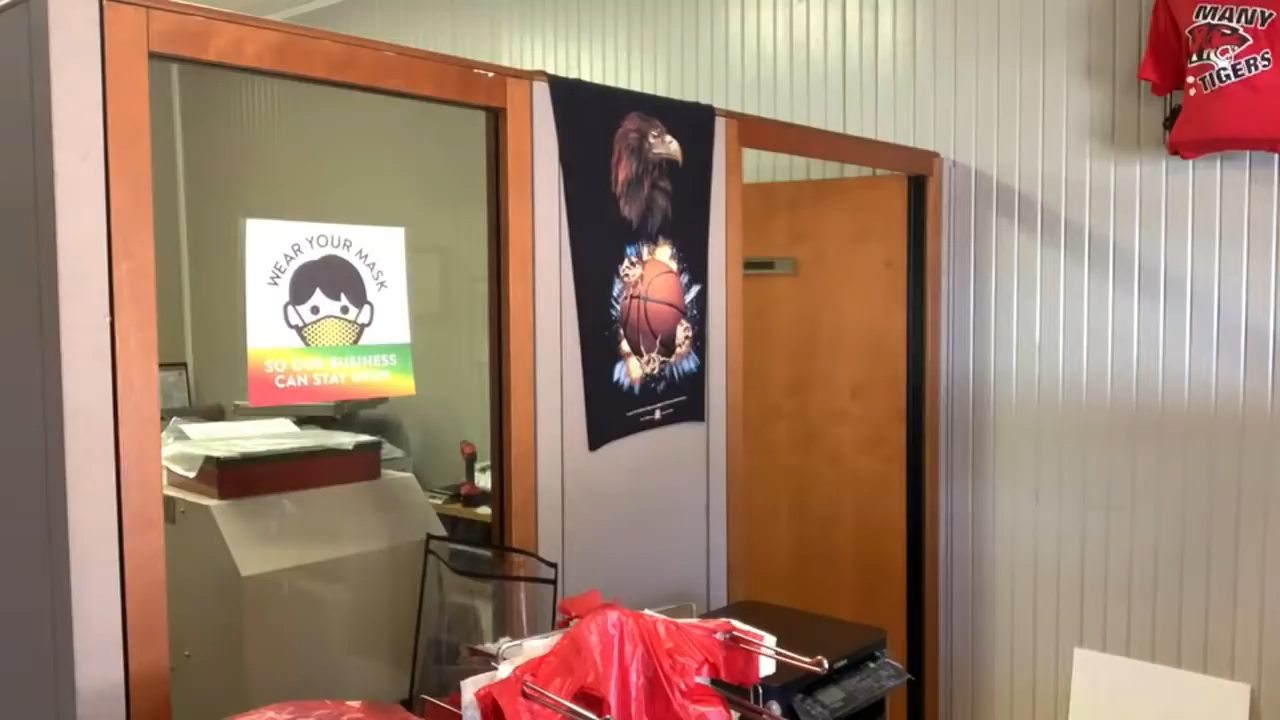 MANY
TIGERS
WEAR YOUR MASK
SO OUR BUSINESS
CAN STAY OPEN